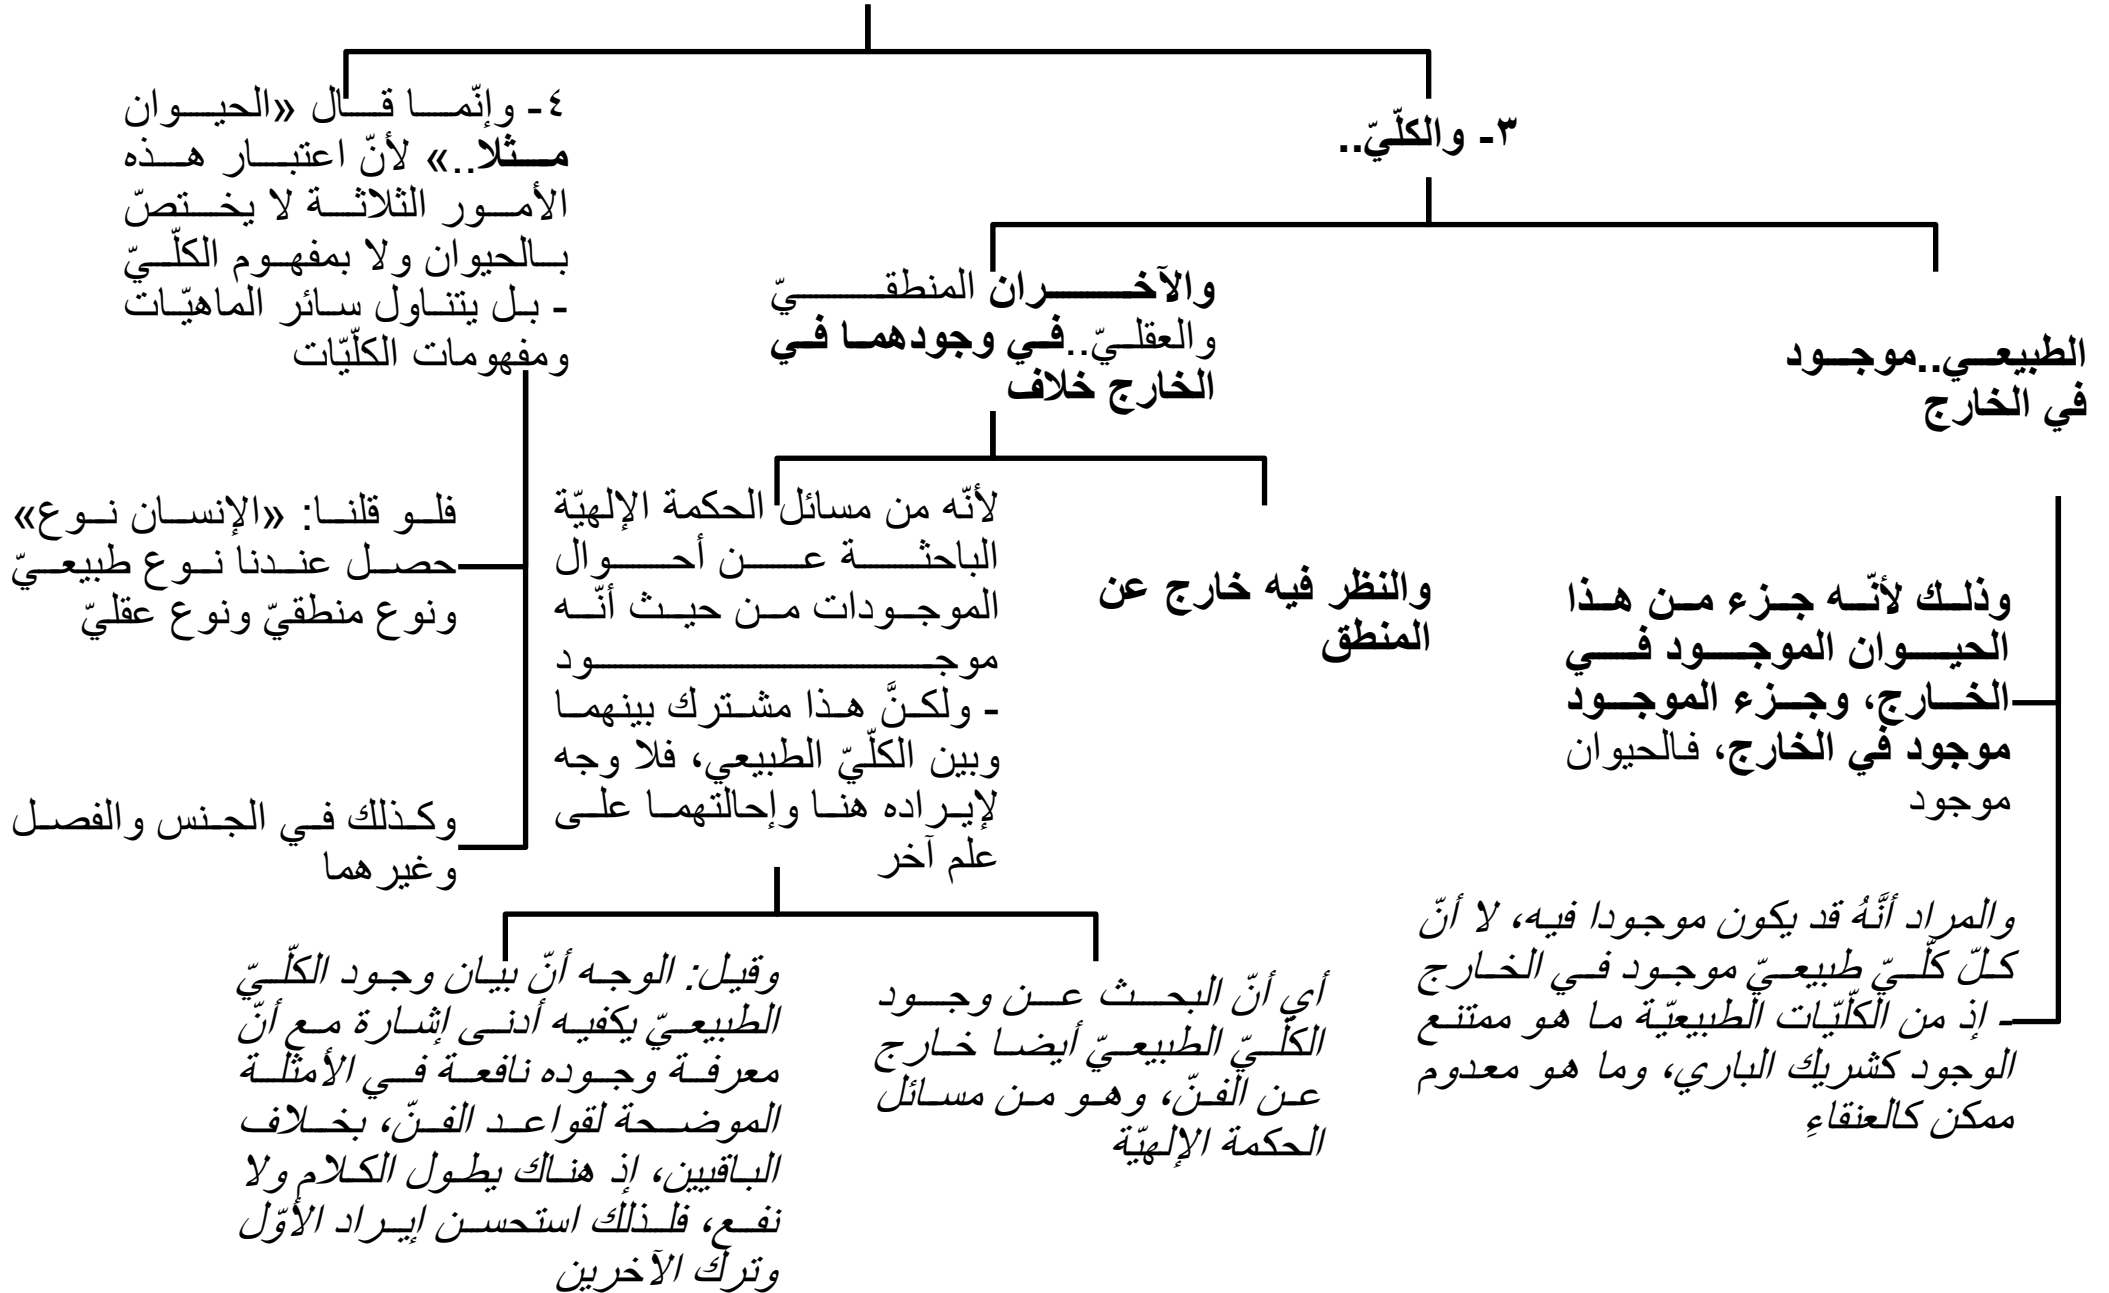 ٣- والكلّيّ..
الطبيعي..موجود
في الخارج
وذلك لأنّه جزء من هذا
الحيوان الموجود في
الخارج، وجزء الموجود
موجود في الخارج، فالحيوان
موجود
والمراد أنَّهُ قد يكون موجودا فيه، لا أنّ
كلّ كلّيّ طبيعيّ موجود في الخارج
- إذ من الكلّيّات الطبيعيّة ما هو ممتنع
الوجود كشريك الباري، وما هو معدوم
ممكن كالعنقاءِ
والآخران المنطقيّ
والعقليّ..في وجودهما في
الخارج خلاف
والنظر فيه خارج عن
المنطق
لأنّه من مسائل الحكمة الإلهيّة
الباحثة عن أحوال
الموجودات من حيث أنّه
موجود
- ولكنَّ هذا مشترك بينهما
وبين الكلّيّ الطبيعي، فلا وجه
لإيراده هنا وإحالتهما على
علم آخر
أي أنّ البحث عن وجود
الكلّيّ الطبيعيّ أيضا خارج
عن الفنّ، وهو من مسائل
الحكمة الإلهيّة
وقيل: الوجه أنّ بيان وجود الكلّيّ
الطبيعيّ يكفيه أدنى إشارة مع أنّ
معرفة وجوده نافعة في الأمثلة
الموضحة لقواعد الفنّ، بخلاف
الباقيين، إذ هناك يطول الكلام ولا
نفع، فلذلك استحسن إيراد الأوّل
وترك الآخرين
٤- وإنّما قال «الحيوان
مثلا..» لأنّ اعتبار هذه
الأمور الثلاثة لا يختصّ
بالحيوان ولا بمفهوم الكلّيّ
- بل يتناول سائر الماهيّات
ومفهومات الكلّيّات
فلو قلنا: «الإنسان نوع»
حصل عندنا نوع طبيعيّ
ونوع منطقيّ ونوع عقليّ
وكذلك في الجنس والفصل
وغيرهما